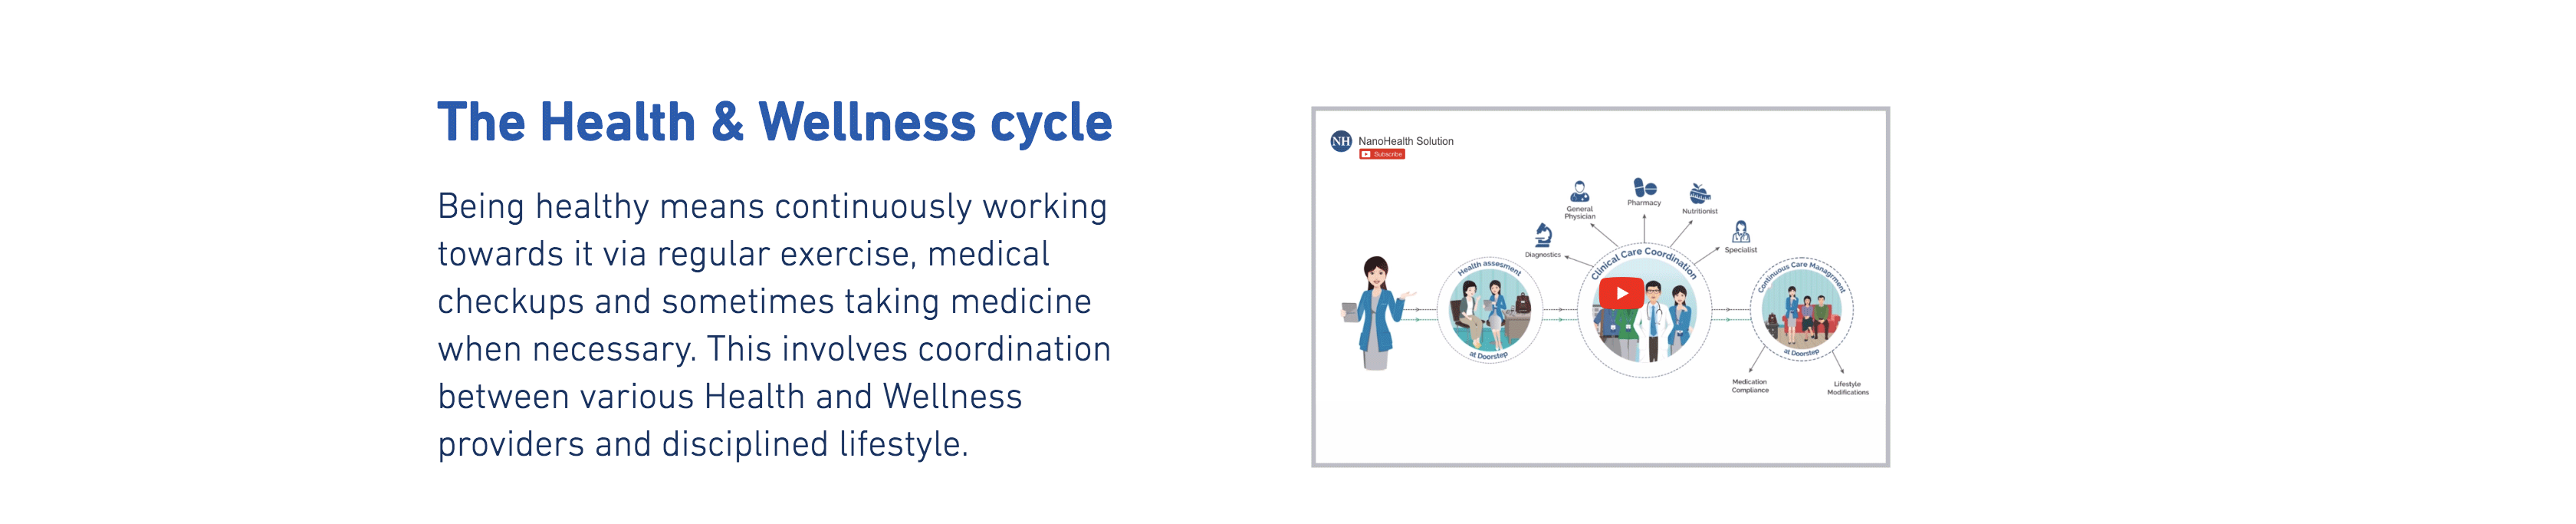 The Health & Wellness cycle
Being healthy means continuously working
towards it via regular exercise, medical
checkups and sometimes taking medicine
when necessary. This involves coordination
between various Health and Wellness
providers and disciplined lifestyle.
NH NanoHealth Solution
Subscribe
General
Physician
Pharmacy
Nutritionist
Diagnostics
Specialist
Health assesment
at Doorstep
Clinical Care Coordination
Continuous Care Managrment
at Doorstep
Medication
Compliance
Lifestyle
Modifications